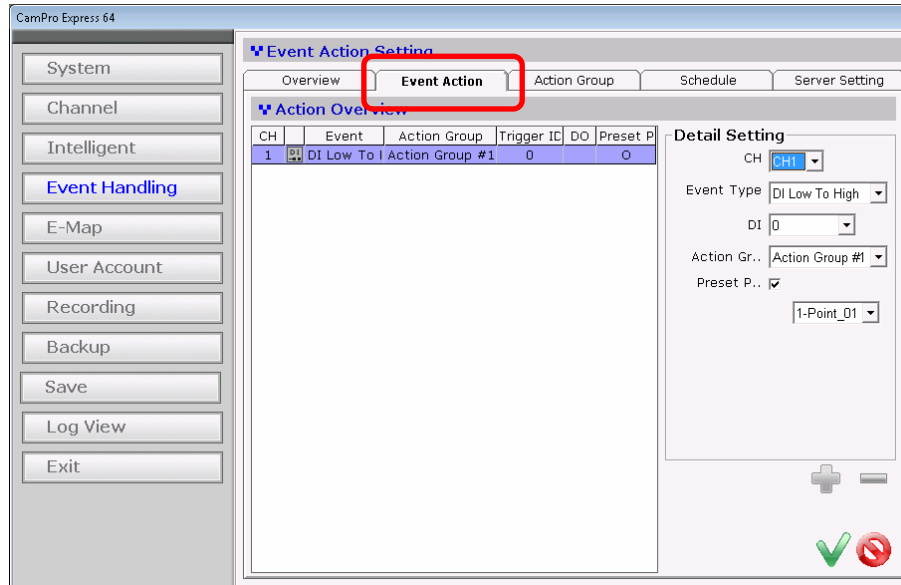 CamPro Express 64
System
Channel
Intelligent
Event Handling
E-Map
User Account
Recording
Backup
Save
Log View
Exit
Event Action Setting
Overview Event Action Action Group Schedule Server Setting
Action Overview
CH Event Action Group Trigger ID DO Preset P
1 DI Low To I Action Group #1 0 O
Detail Setting
CH CH1
Event Type DI Low To High
DI 0
Action Gr.. Action Group #1
Preset P..
1-Point_01